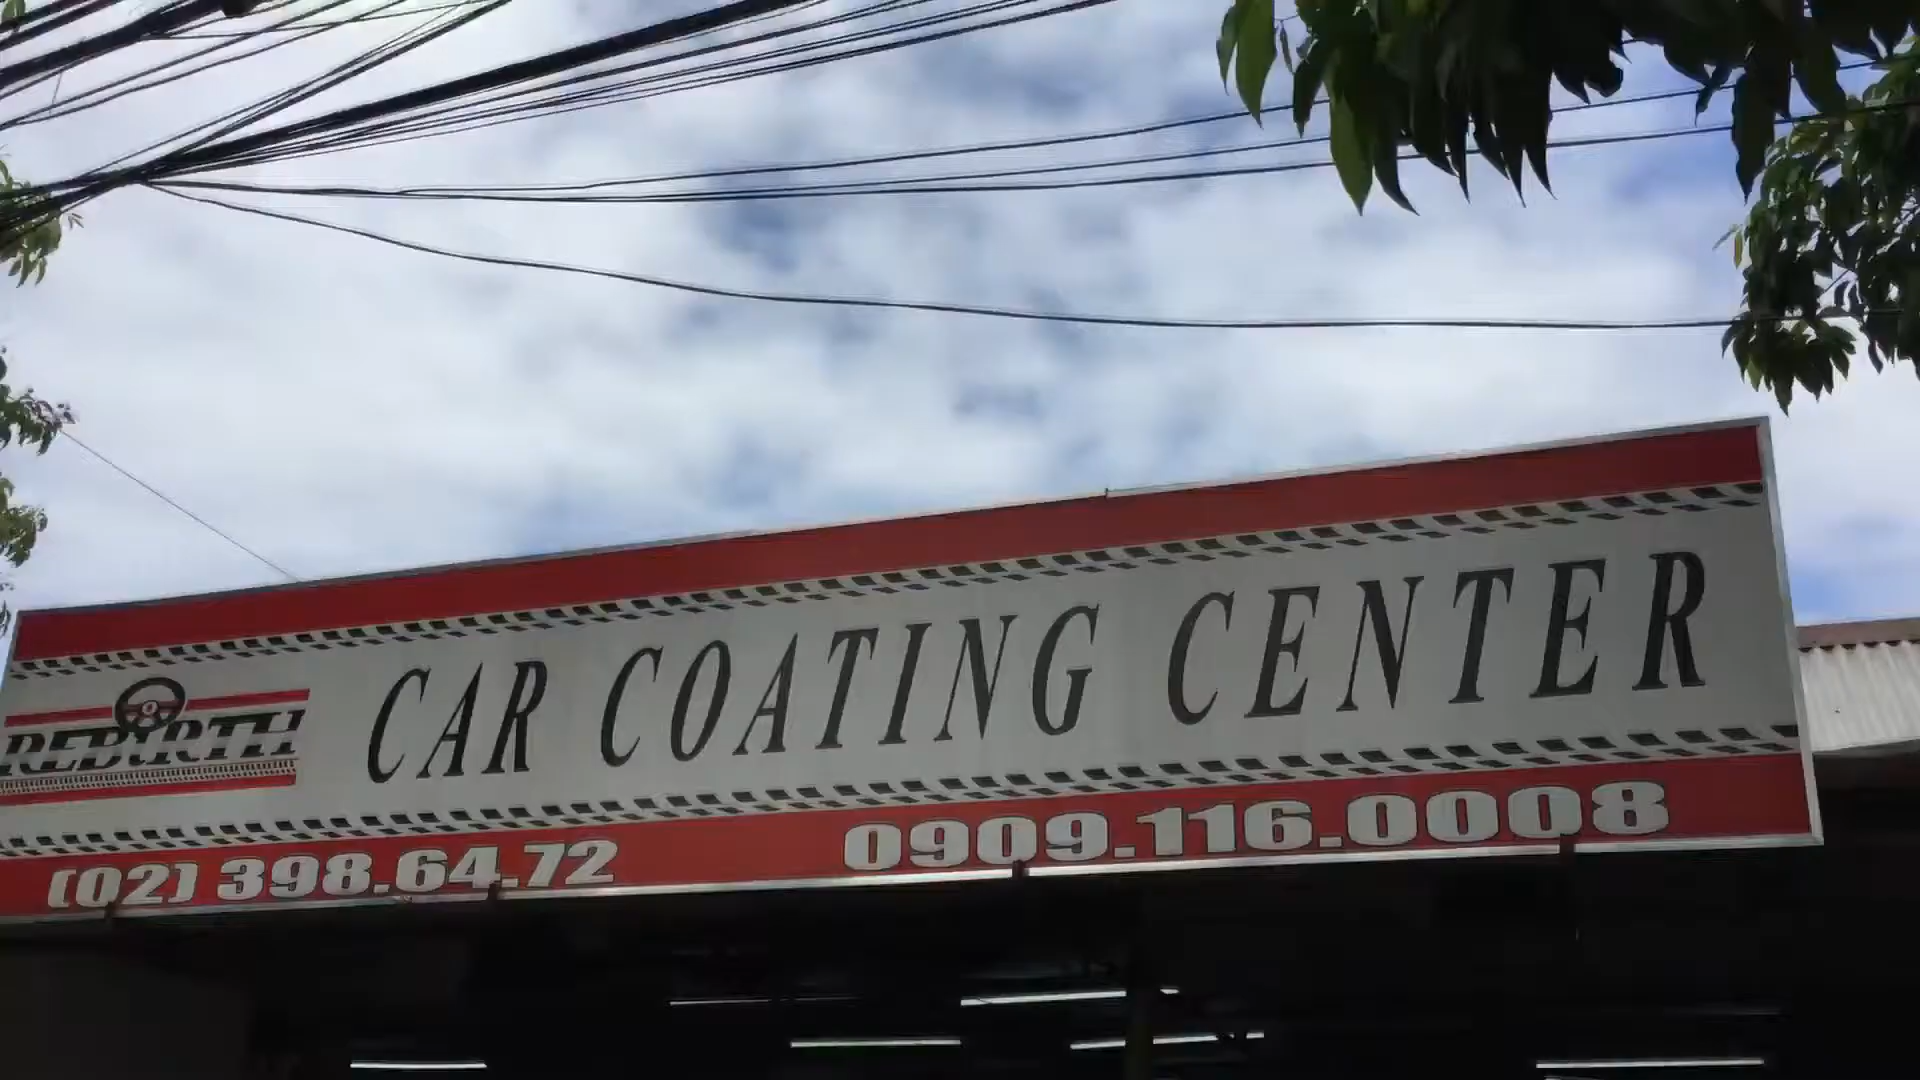 REBIRTH
CAR COATING CENTER
(02) 398.64.72
0909.116.0008